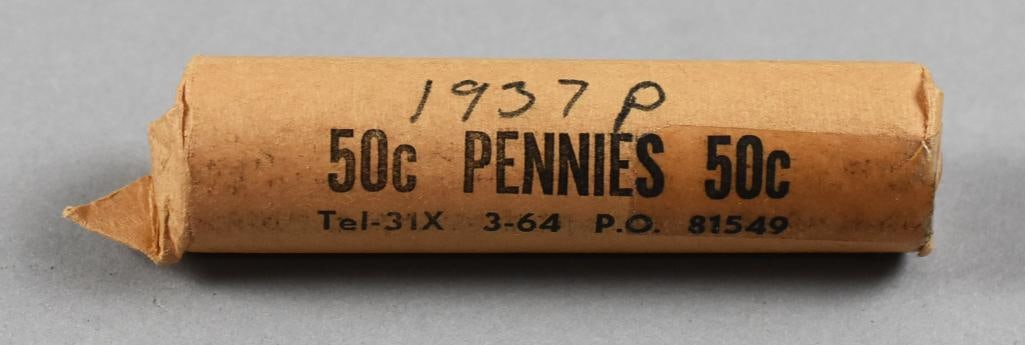 1937 P
50c PENNIES 50c
Tel-31X 3-64 P.O. 81549